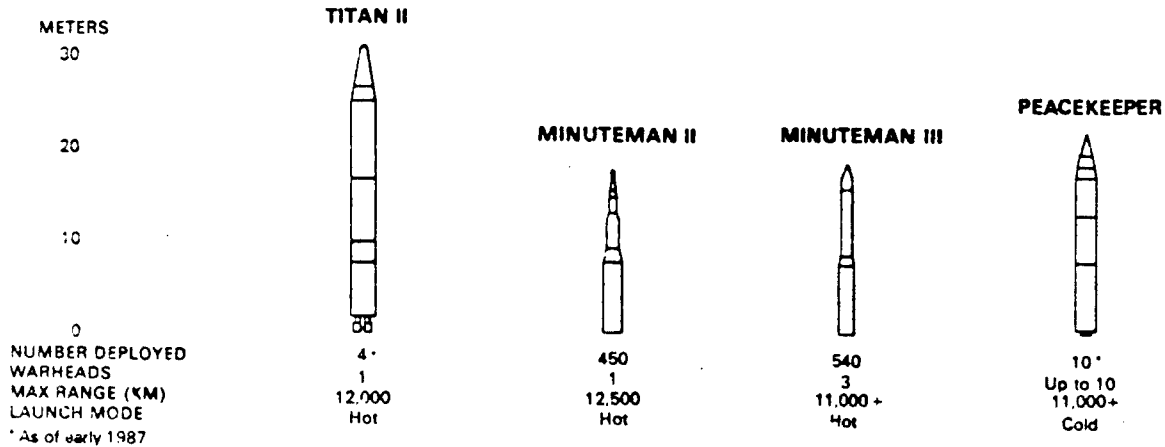 TITAN II
METERS
30
PEACEKEEPER
20
MINUTEMAN II
MINUTEMAN III
10
0
NUMBER DEPLOYED 4* 450 540 10*
WARHEADS 1 1 3 Up to 10
MAX RANGE (KM) 12,000 12,500 11,000+ 11,000+
LAUNCH MODE Hot Hot Hot Cold
* As of early 1987